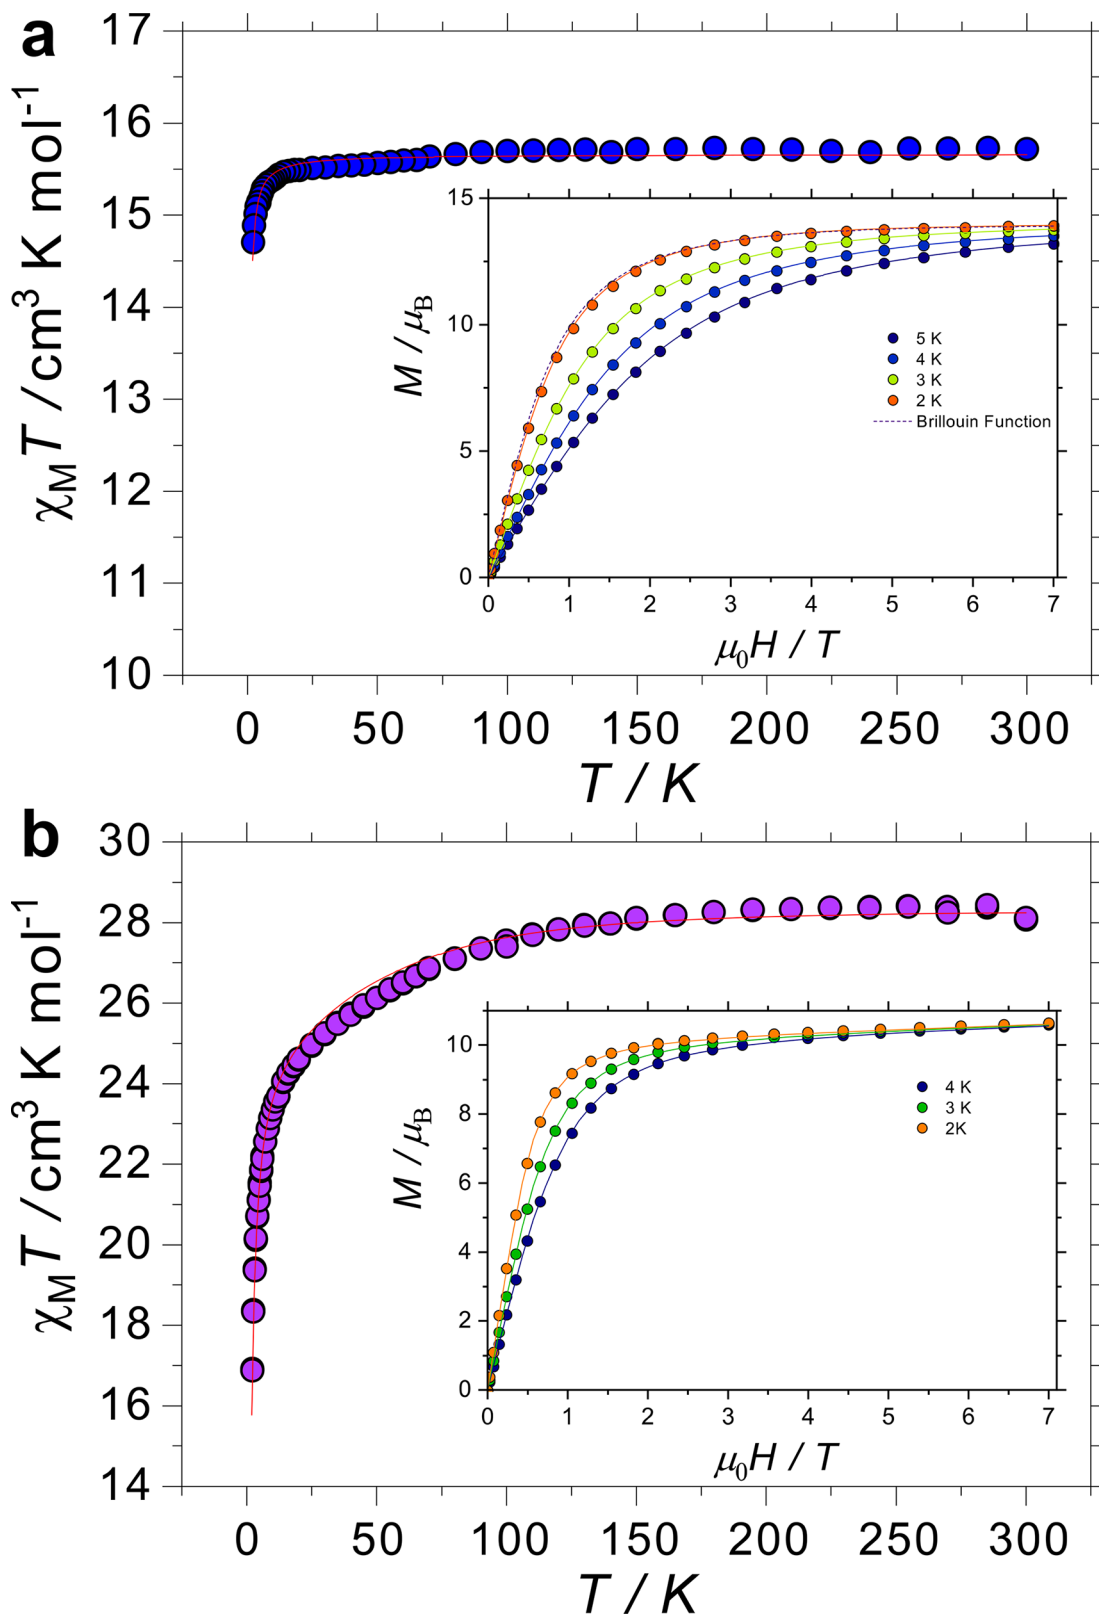 a
17
16
15
14
13
12
11
10
χMT /cm³ K mol⁻¹
15
10
5
0
M / μB
5 K
4 K
3 K
2 K
Brillouin Function
0 1 2 3 4 5 6 7
μ₀H / T
0 50 100 150 200 250 300
T / K
b
30
28
26
24
22
20
18
16
14
χMT /cm³ K mol⁻¹
10
8
6
4
2
0
M / μB
4 K
3 K
2K
0 1 2 3 4 5 6 7
μ₀H / T
0 50 100 150 200 250 300
T / K